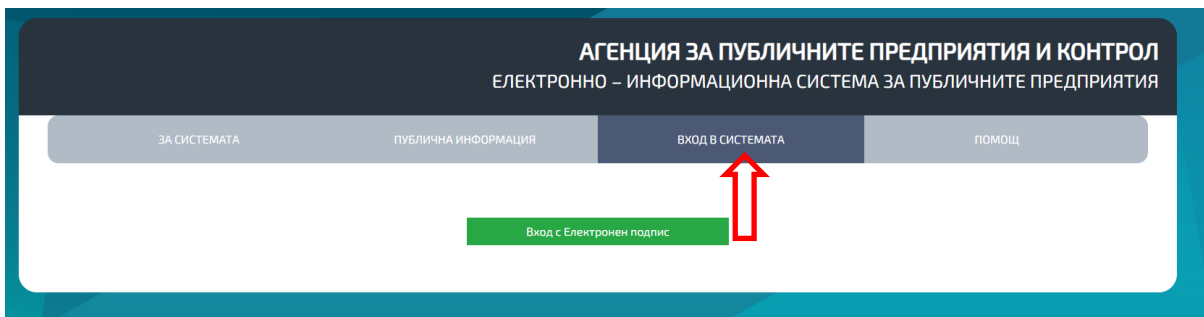 АГЕНЦИЯ ЗА ПУБЛИЧНИТЕ ПРЕДПРИЯТИЯ И КОНТРОЛ
ЕЛЕКТРОННО – ИНФОРМАЦИОННА СИСТЕМА ЗА ПУБЛИЧНИТЕ ПРЕДПРИЯТИЯ
ЗА СИСТЕМАТА ПУБЛИЧНА ИНФОРМАЦИЯ ВХОД В СИСТЕМАТА ПОМОЩ
Вход с Електронен подпис